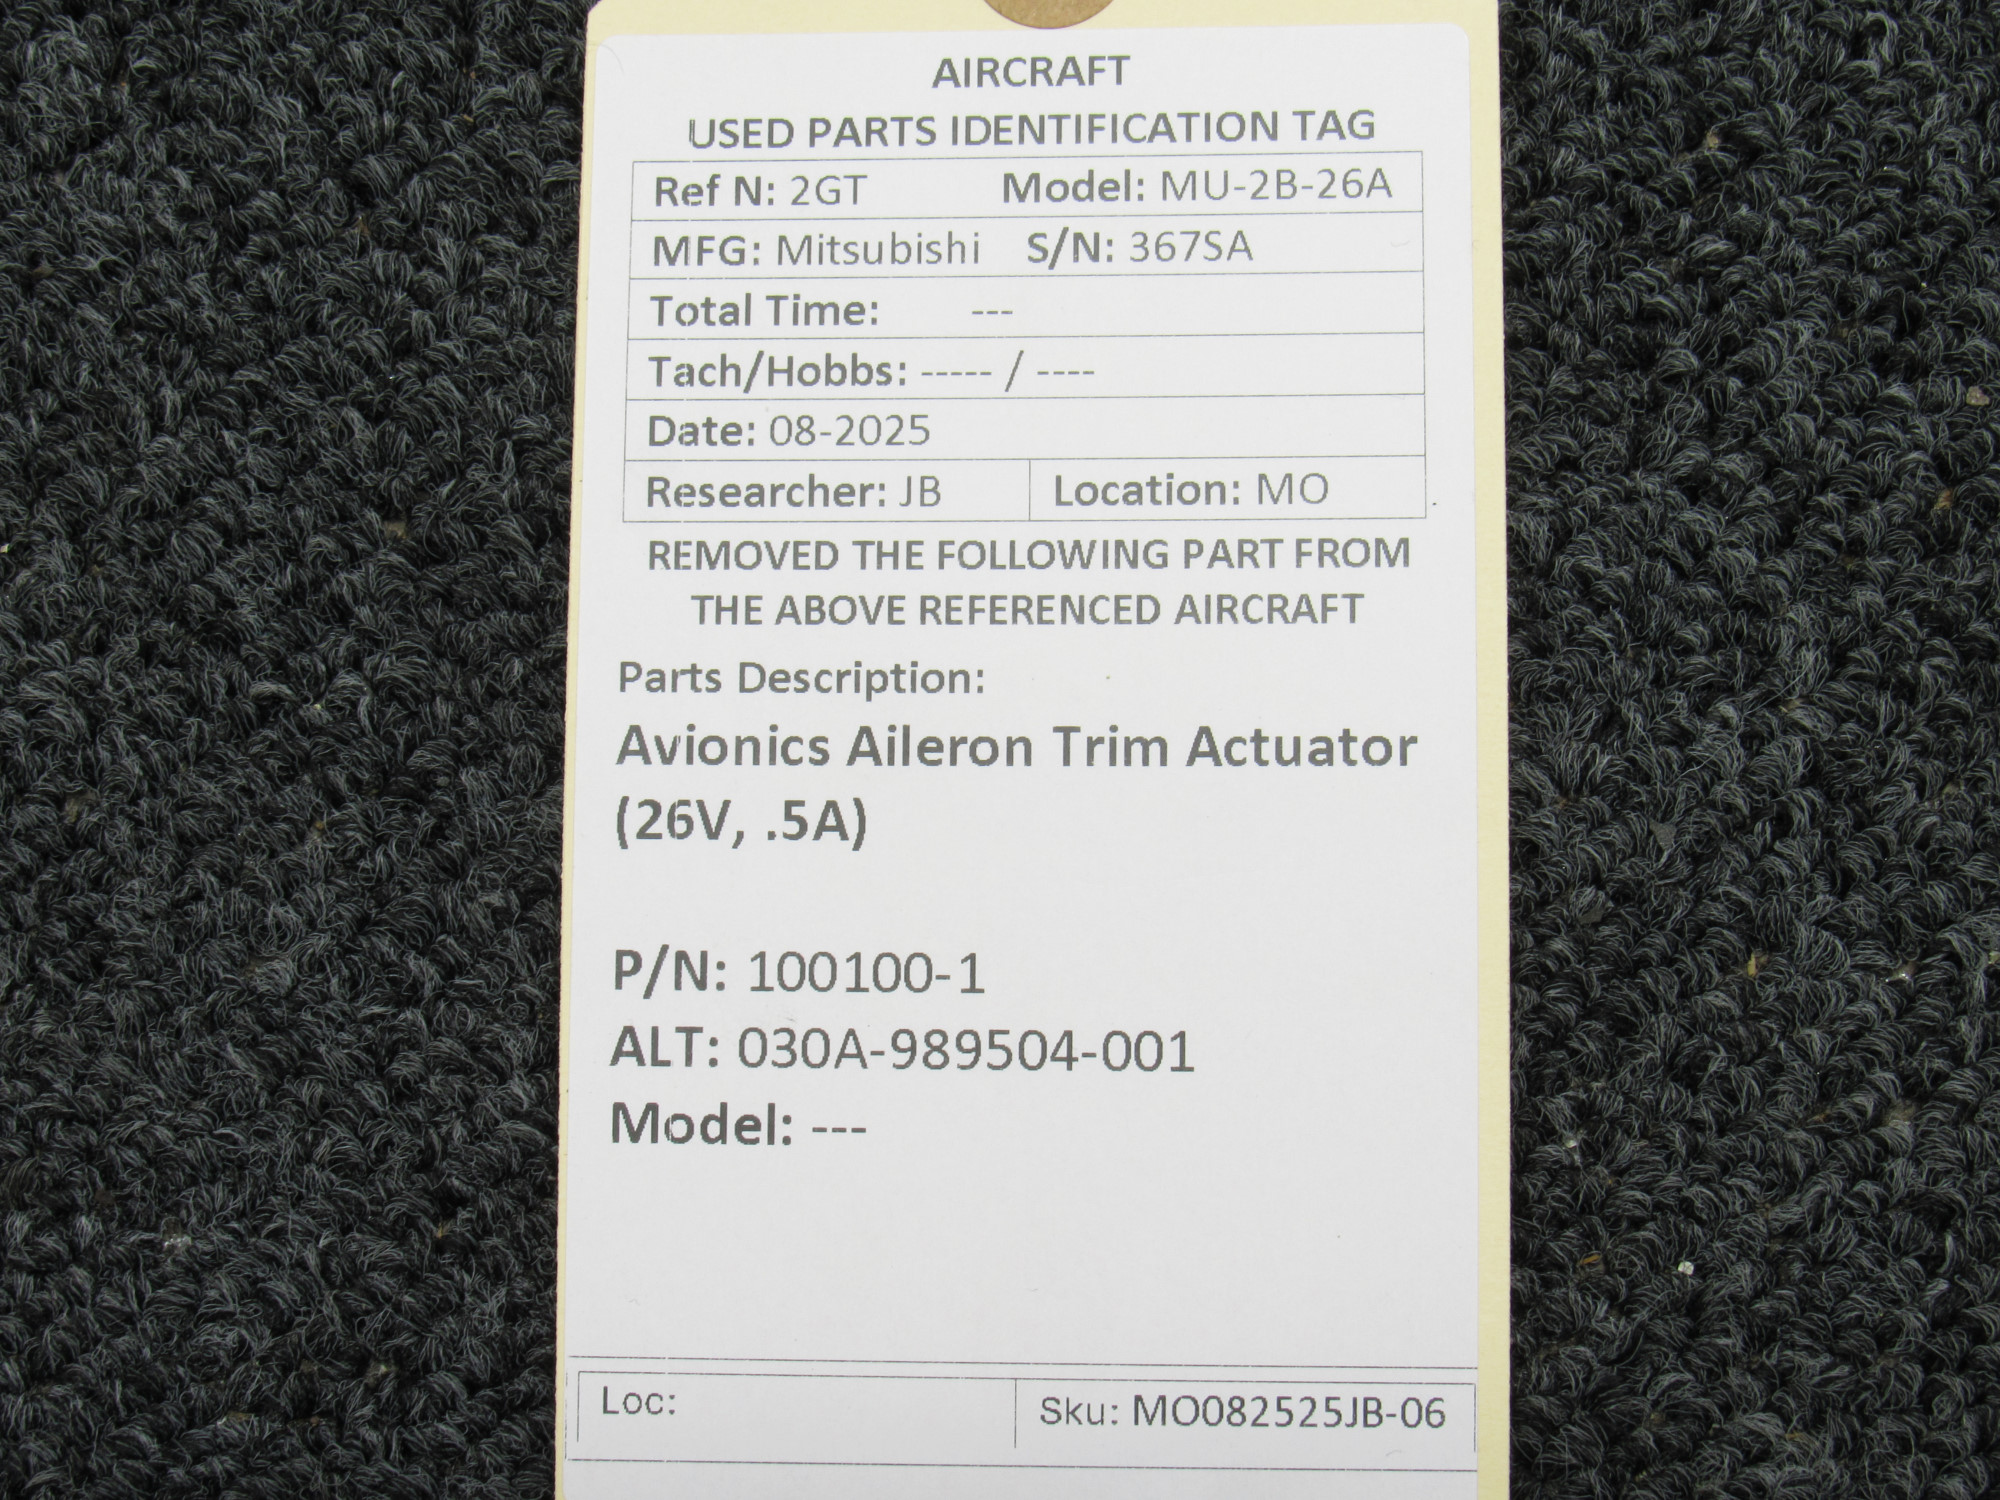 AIRCRAFT
USED PARTS IDENTIFICATION TAG
Ref N: 2GT Model: MU-2B-26A
MFG: Mitsubishi S/N: 367SA
Total Time: ---
Tach/Hobbs: ----- / ----
Date: 08-2025
Researcher: JB Location: MO
REMOVED THE FOLLOWING PART FROM
THE ABOVE REFERENCED AIRCRAFT
Parts Description:
Avionics Aileron Trim Actuator
(26V, .5A)
P/N: 100100-1
ALT: 030A-989504-001
Model: ---
Loc: Sku: MO082525JB-06